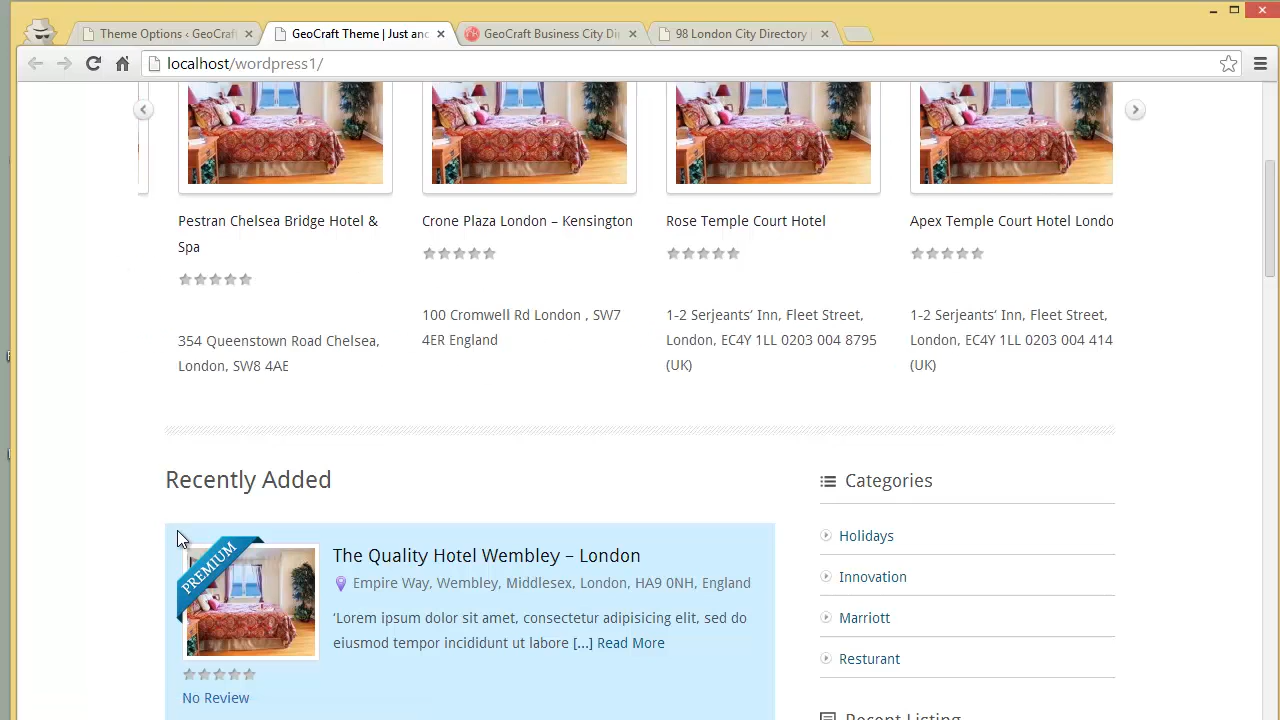 Theme Options ‹ GeoCraf
GeoCraft Theme | Just anc
GeoCraft Business City Di
98 London City Directory
localhost/wordpress1/
Pestran Chelsea Bridge Hotel &
Spa
354 Queenstown Road Chelsea,
London, SW8 4AE
Crone Plaza London – Kensington
100 Cromwell Rd London , SW7
4ER England
Rose Temple Court Hotel
1-2 Serjeants’ Inn, Fleet Street,
London, EC4Y 1LL 0203 004 8795
(UK)
Apex Temple Court Hotel Londo
1-2 Serjeants’ Inn, Fleet Street,
London, EC4Y 1LL 0203 004 414
(UK)
Recently Added
PREMIUM
The Quality Hotel Wembley – London
Empire Way, Wembley, Middlesex, London, HA9 0NH, England
‘Lorem ipsum dolor sit amet, consectetur adipisicing elit, sed do
eiusmod tempor incididunt ut labore [...] Read More
No Review
Categories
Holidays
Innovation
Marriott
Resturant
Recent Listing